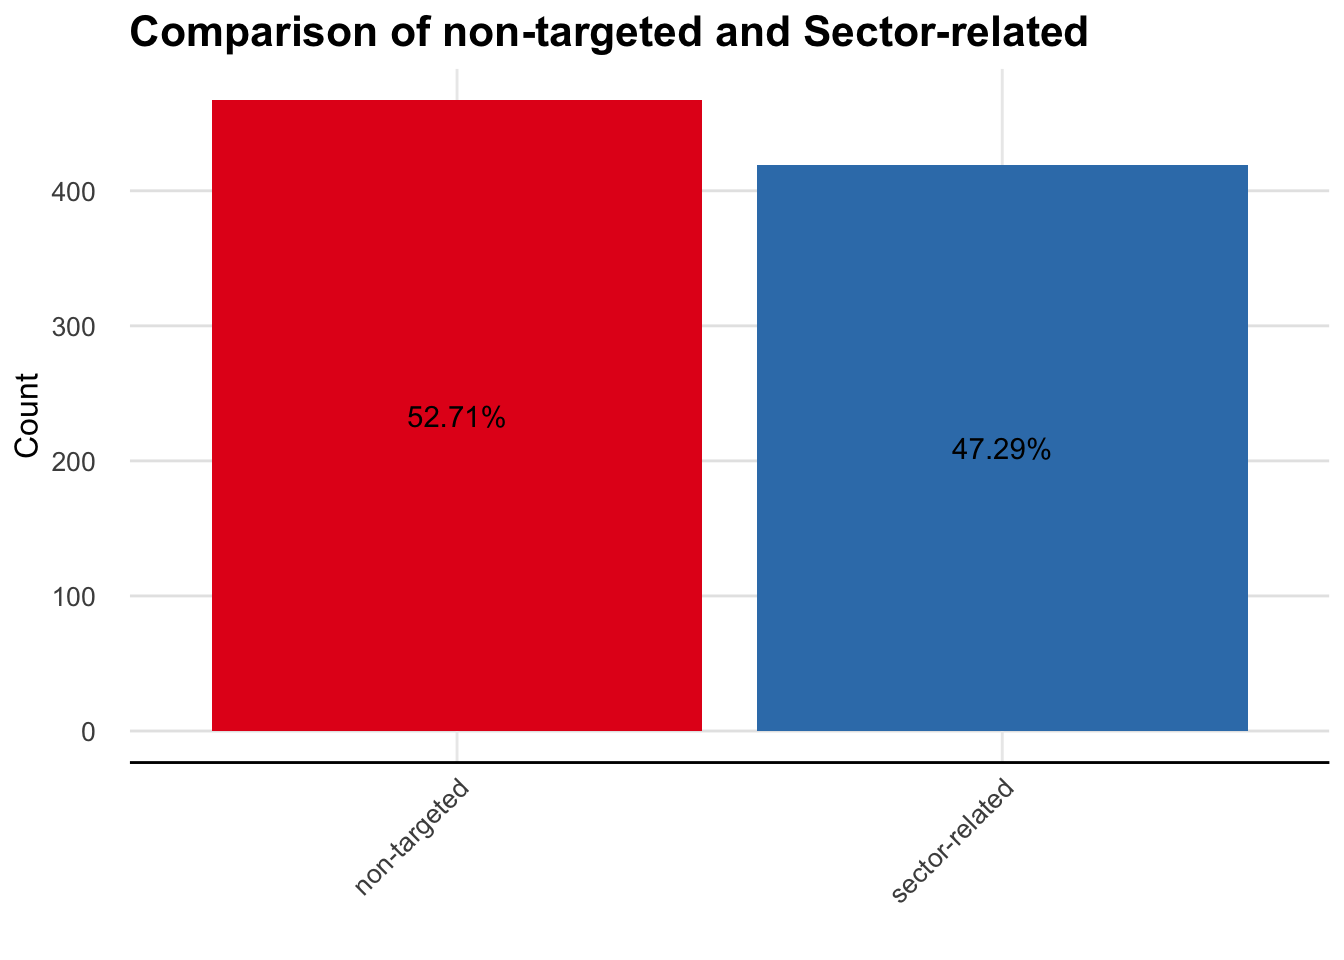 Comparison of non-targeted and Sector-related
Count
400
300
200
100
0
52.71%
47.29%
non-targeted
sector-related